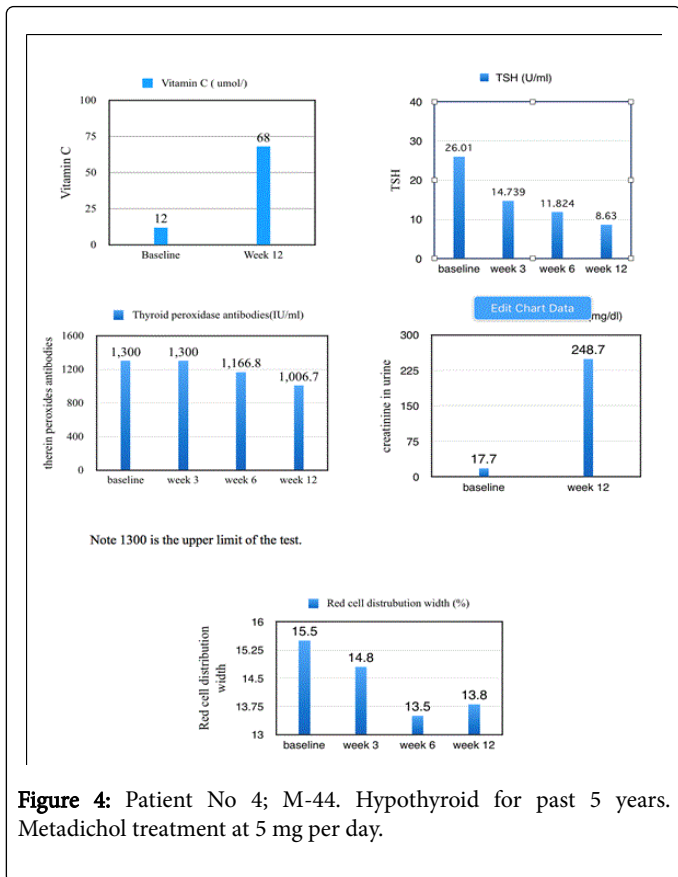 Vitamin C ( umol/)
100
75
50
25
0
Vitamin C
12
68
Baseline
Week 12
TSH (U/ml)
40
30
20
10
0
TSH
26.01
14.739
11.824
8.63
baseline
week 3
week 6
week 12
Thyroid peroxidase antibodies(IU/ml)
1600
1200
800
400
0
therein peroxides antibodies
1,300
1,300
1,166.8
1,006.7
baseline
week 3
week 6
week 12
Edit Chart Data
mg/dl)
300
225
150
75
0
creatinine in urine
17.7
248.7
baseline
week 12
Note 1300 is the upper limit of the test.
Red cell distrubution width (%)
16
15.25
14.5
13.75
13
Red cell distribution
width
15.5
14.8
13.5
13.8
baseline
week 3
week 6
week 12
Figure 4: Patient No 4; M-44. Hypothyroid for past 5 years.
Metadichol treatment at 5 mg per day.